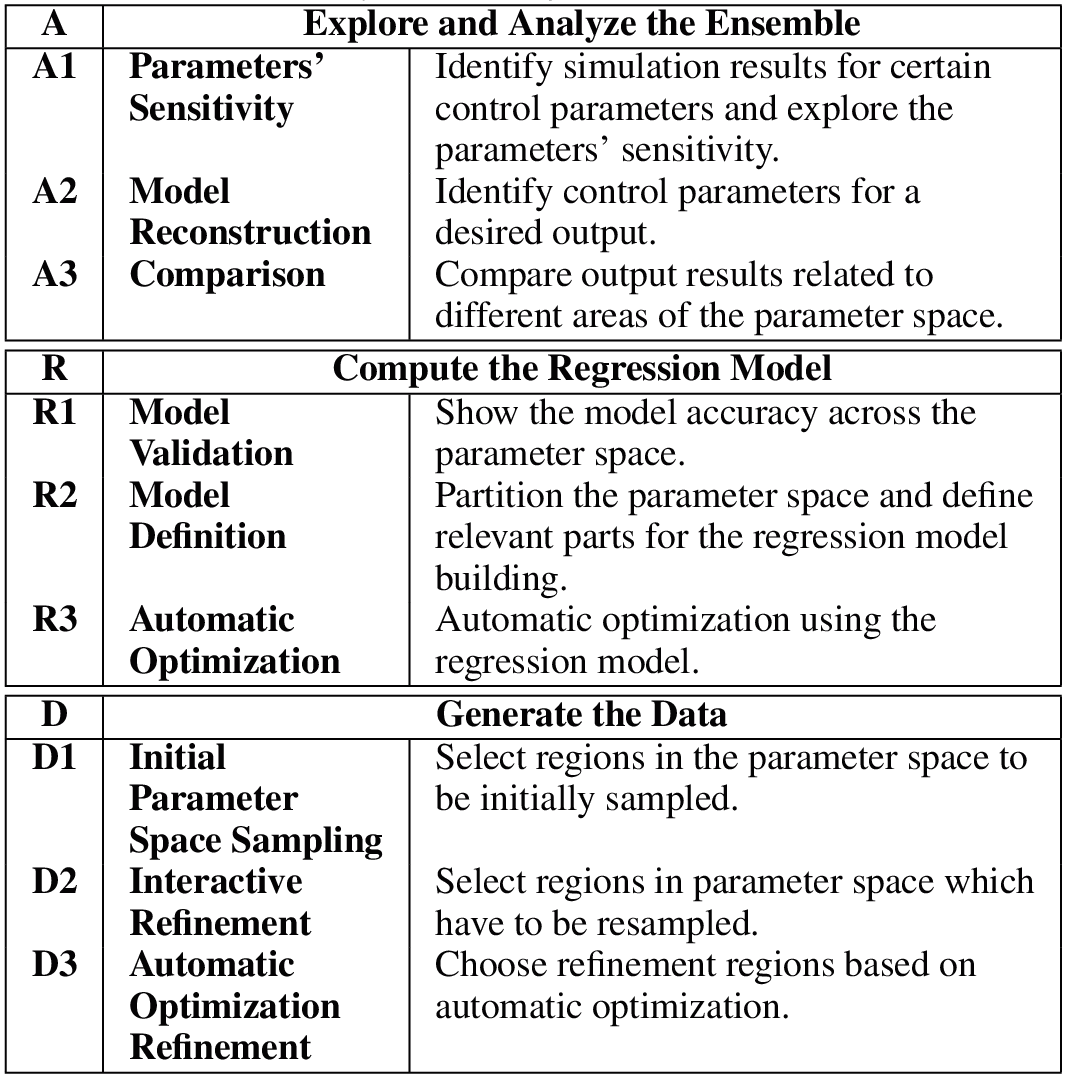 A Explore and Analyze the Ensemble
A1 Parameters’ Identify simulation results for certain
Sensitivity control parameters and explore the
parameters’ sensitivity.
A2 Model Identify control parameters for a
Reconstruction desired output.
A3 Comparison Compare output results related to
different areas of the parameter space.
R Compute the Regression Model
R1 Model Show the model accuracy across the
Validation parameter space.
R2 Model Partition the parameter space and define
Definition relevant parts for the regression model
building.
R3 Automatic Automatic optimization using the
Optimization regression model.
D Generate the Data
D1 Initial Select regions in the parameter space to
Parameter be initially sampled.
Space Sampling
D2 Interactive Select regions in parameter space which
Refinement have to be resampled.
D3 Automatic Choose refinement regions based on
Optimization automatic optimization.
Refinement